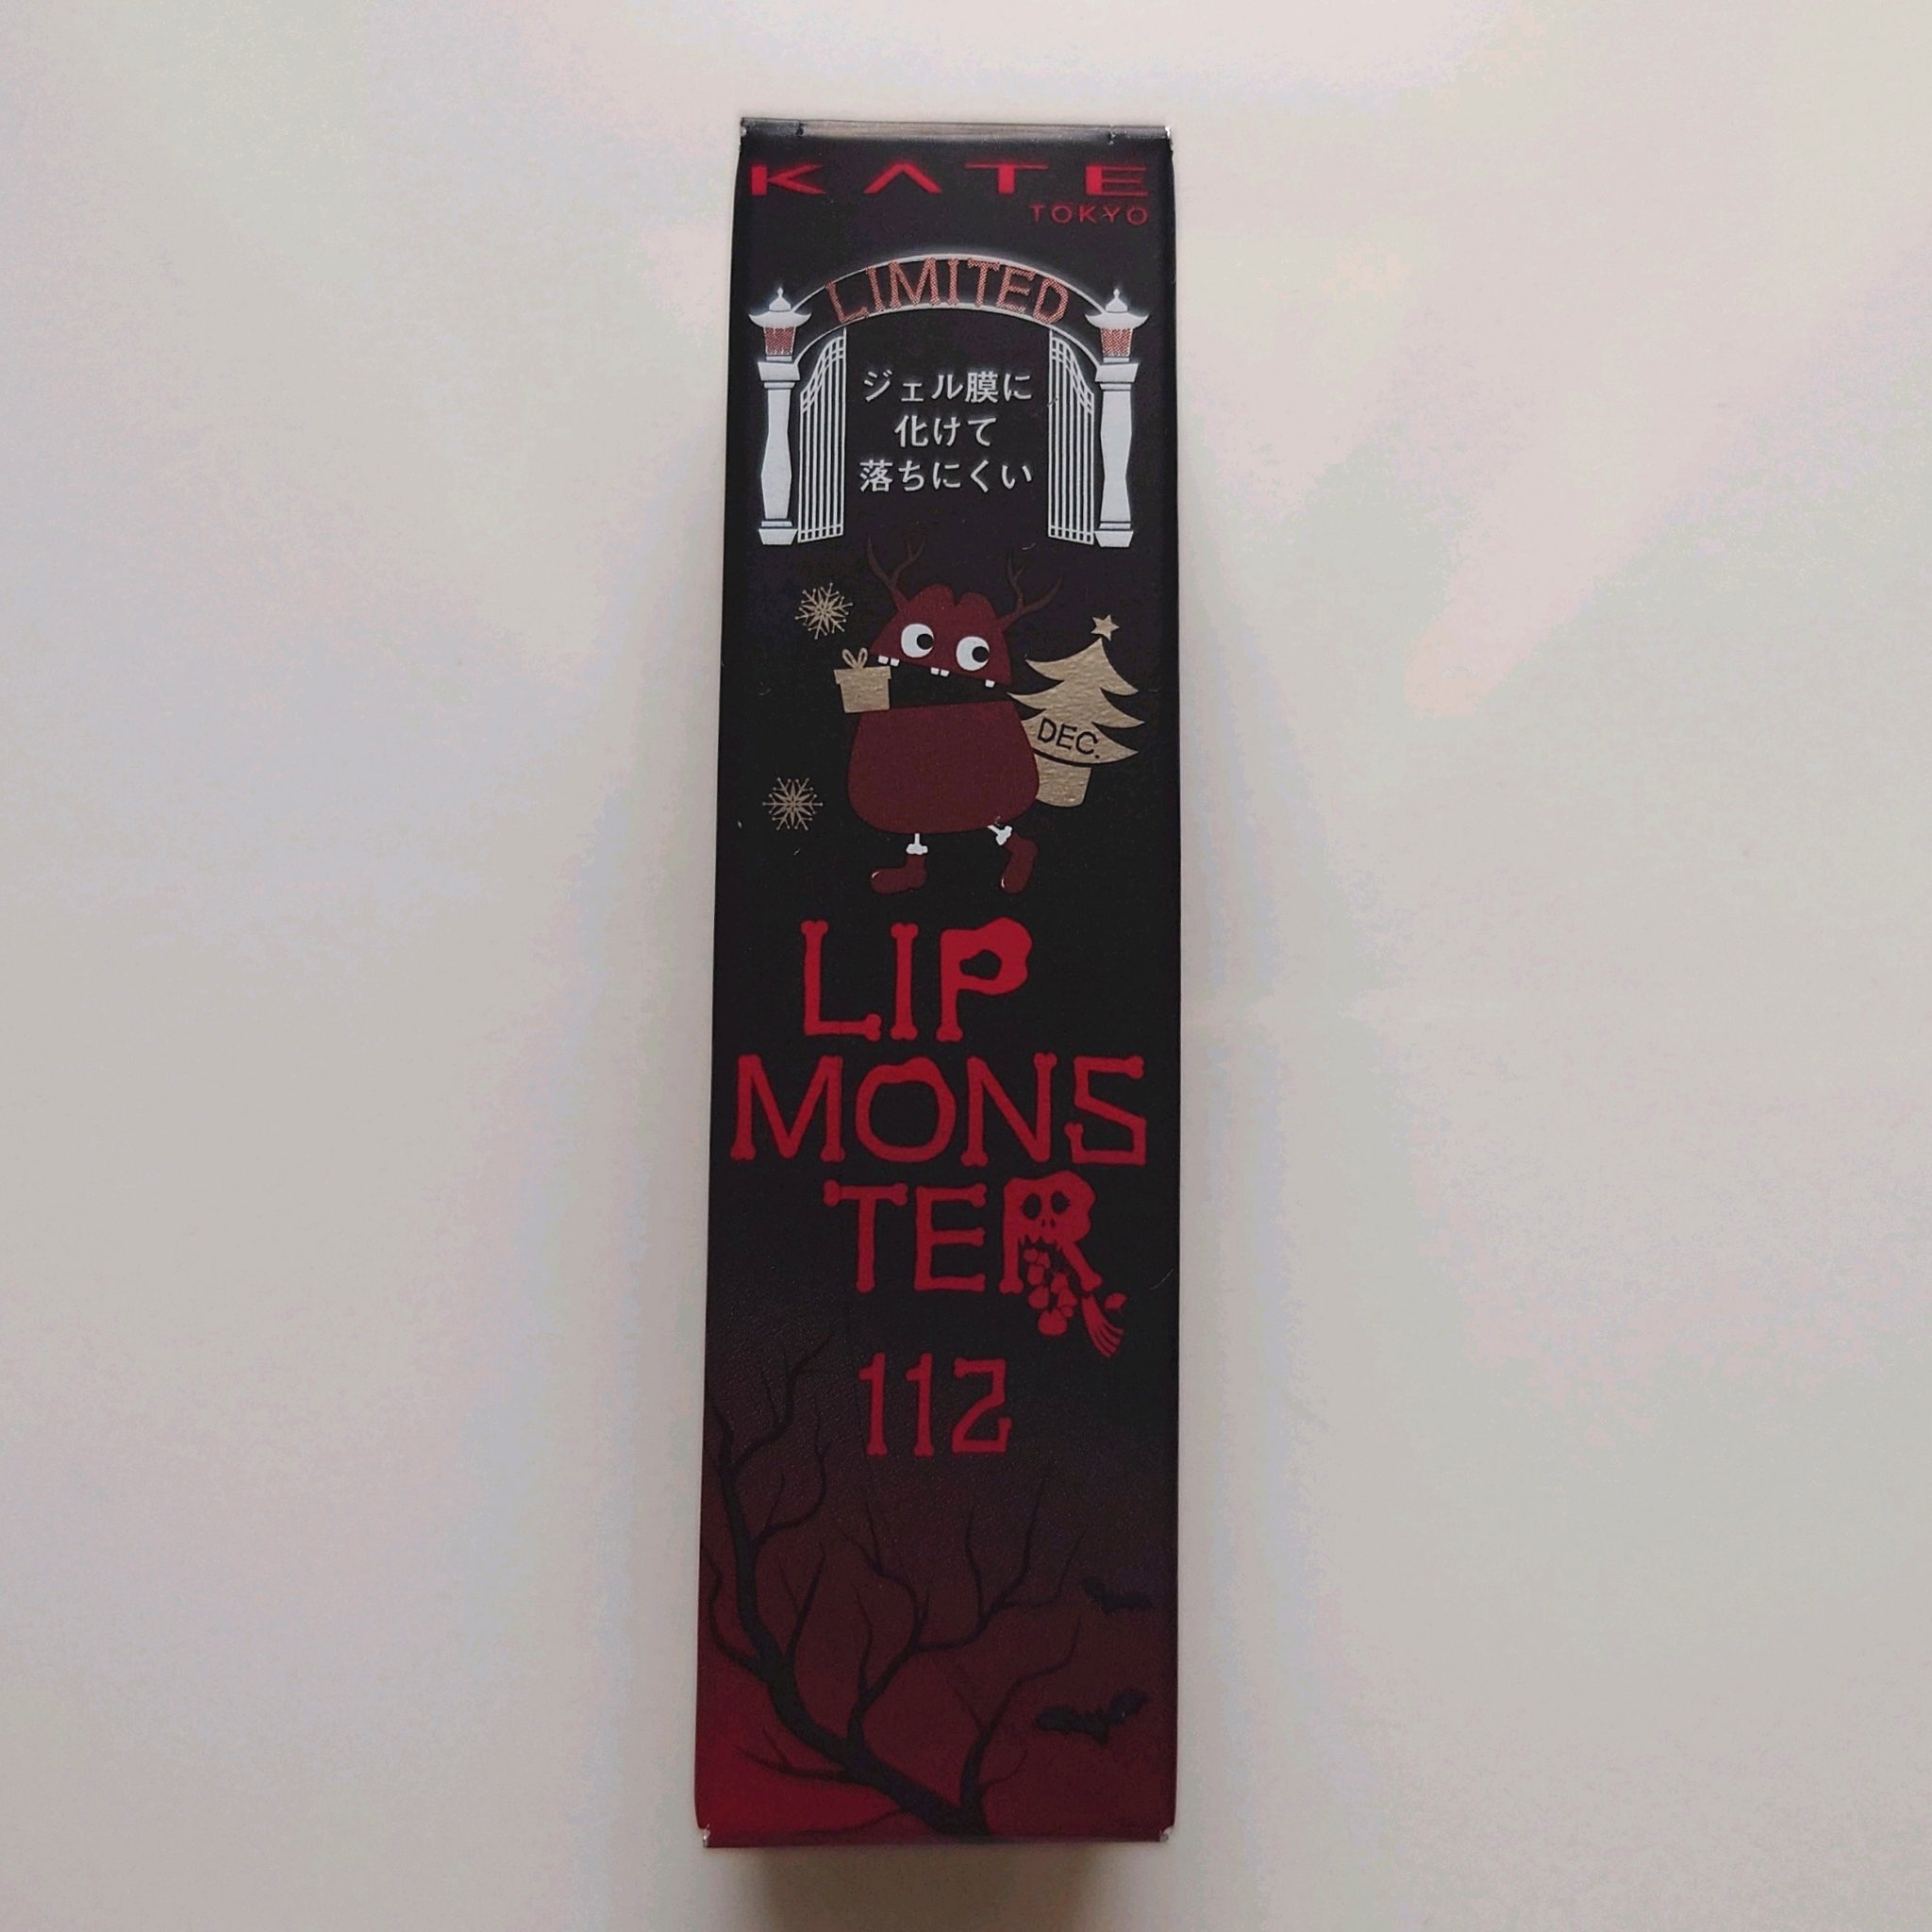 KATE
TOKYO
LIMITED
ジェル膜に
化けて
落ちにくい
DEC.
LIP
MONS
TER
112